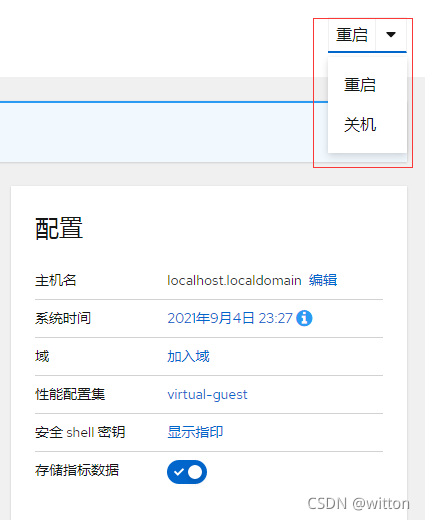 重启
重启
关机
配置
主机名 localhost.localdomain 编辑
系统时间 2021年9月4日 23:27
域 加入域
性能配置集 virtual-guest
安全 shell 密钥 显示指印
存储指标数据
CSDN @witton